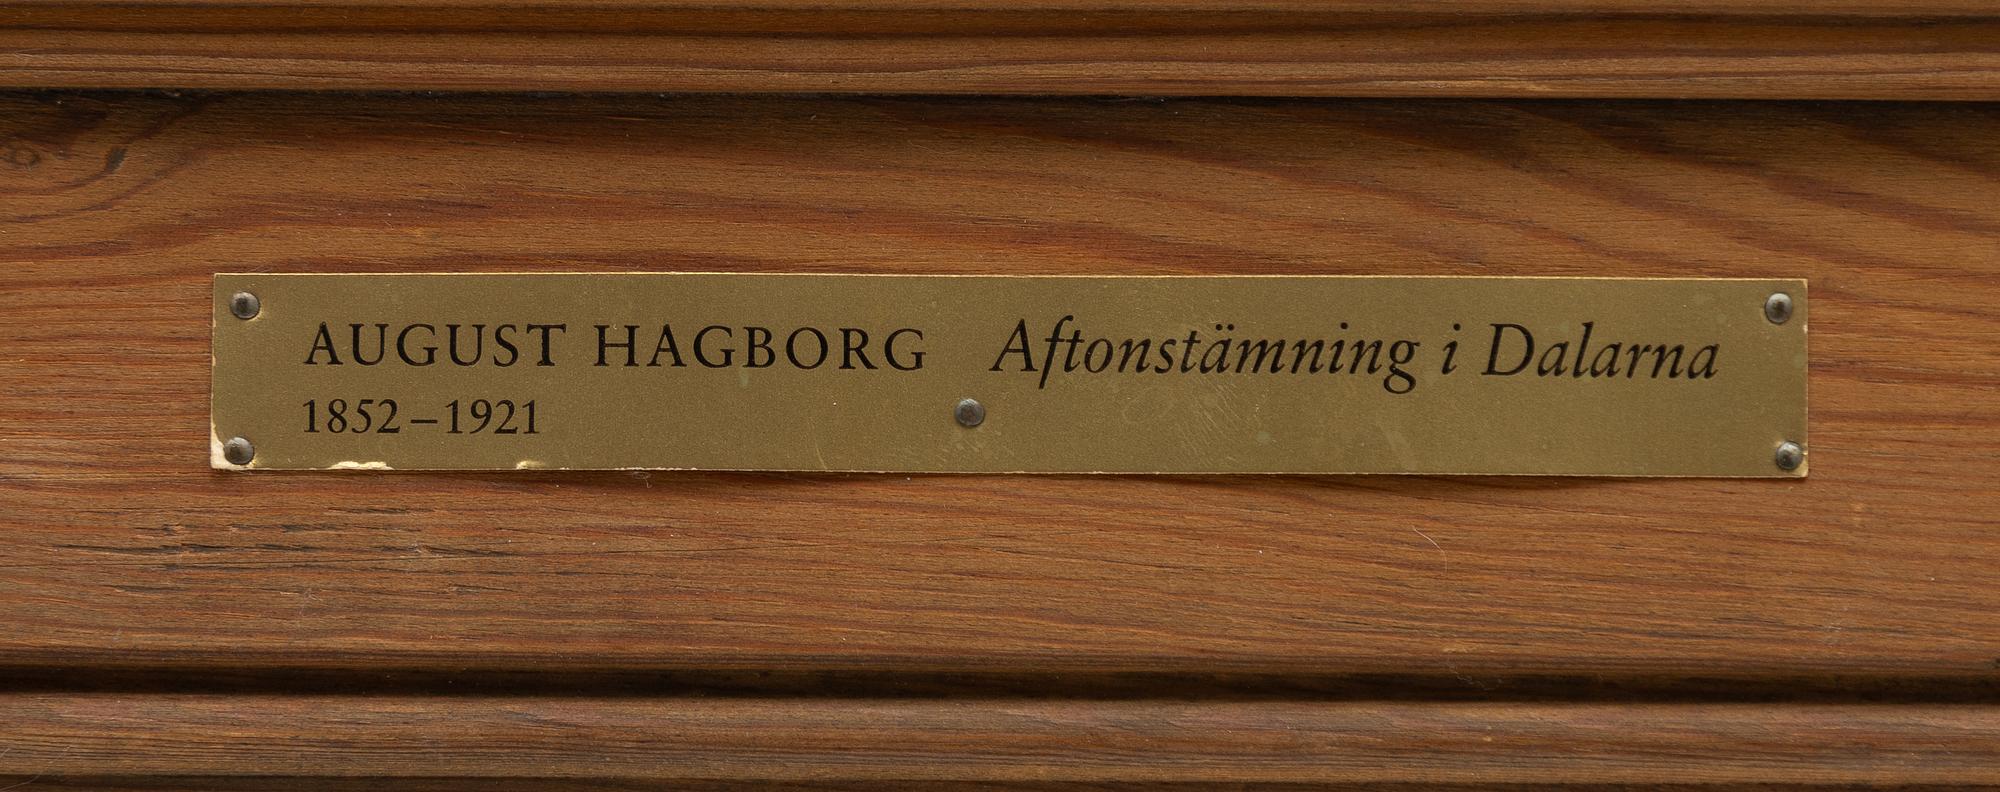 AUGUST HAGBORG Aftonstämning i Dalarna
1852–1921